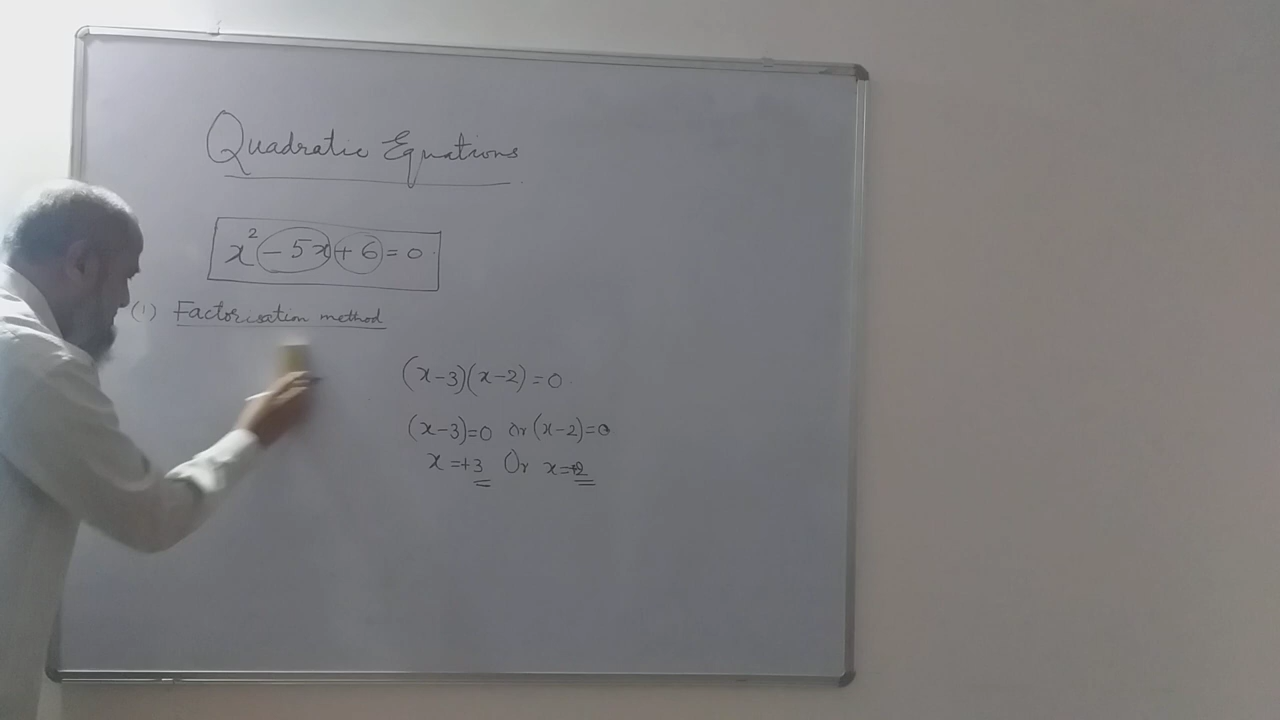 Quadratic Equations
x² - 5x + 6 = 0
(1) Factorisation method
(x-3)(x-2) = 0
(x-3)=0 Or (x-2)=0
x = +3 Or x = +2